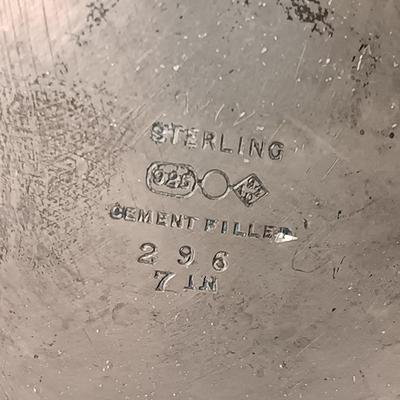 STERLING
925
CEMENT FILLED
296
7 IN